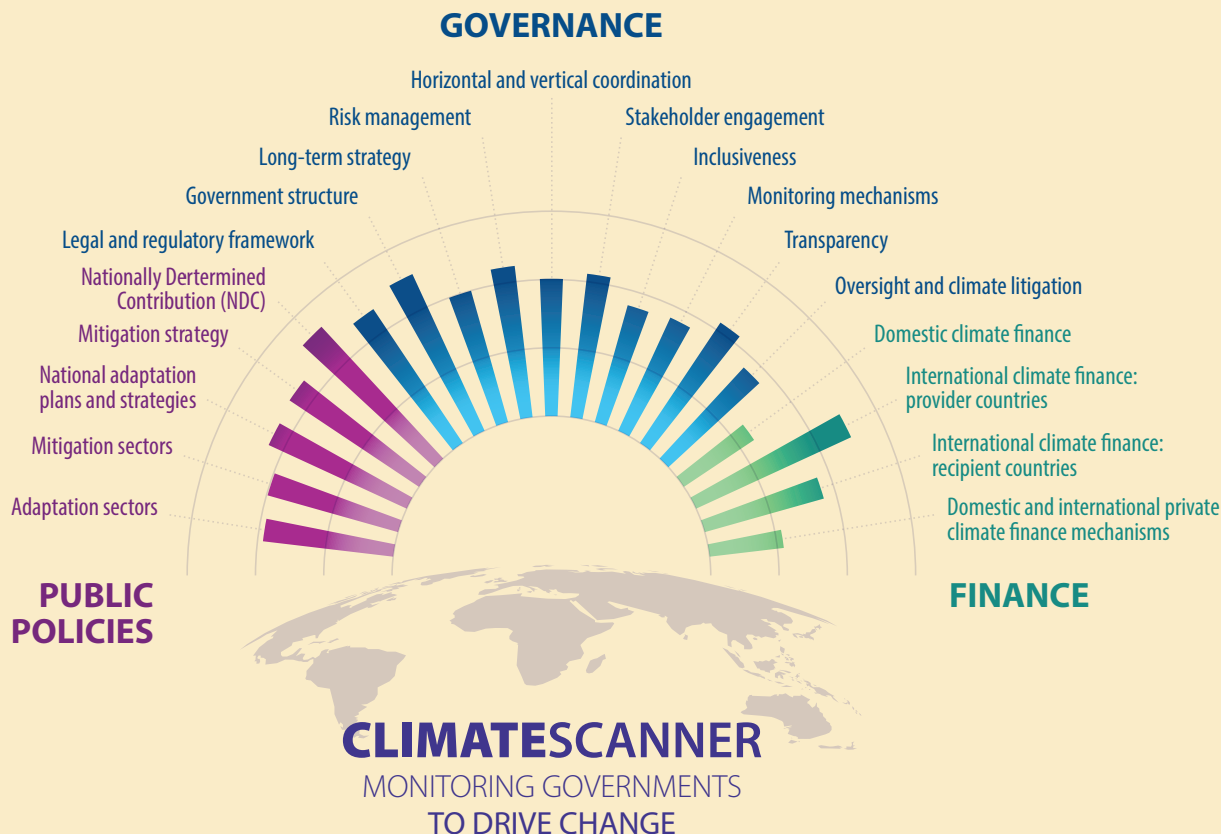 GOVERNANCE
Horizontal and vertical coordination
Risk management
Stakeholder engagement
Long-term strategy
Inclusiveness
Government structure
Monitoring mechanisms
Legal and regulatory framework
Transparency
Nationally Dertermined
Contribution (NDC)
Oversight and climate litigation
Mitigation strategy
Domestic climate finance
National adaptation
plans and strategies
International climate finance:
provider countries
Mitigation sectors
International climate finance:
recipient countries
Adaptation sectors
Domestic and international private
climate finance mechanisms
PUBLIC
POLICIES
FINANCE
CLIMATESCANNER
MONITORING GOVERNMENTS
TO DRIVE CHANGE